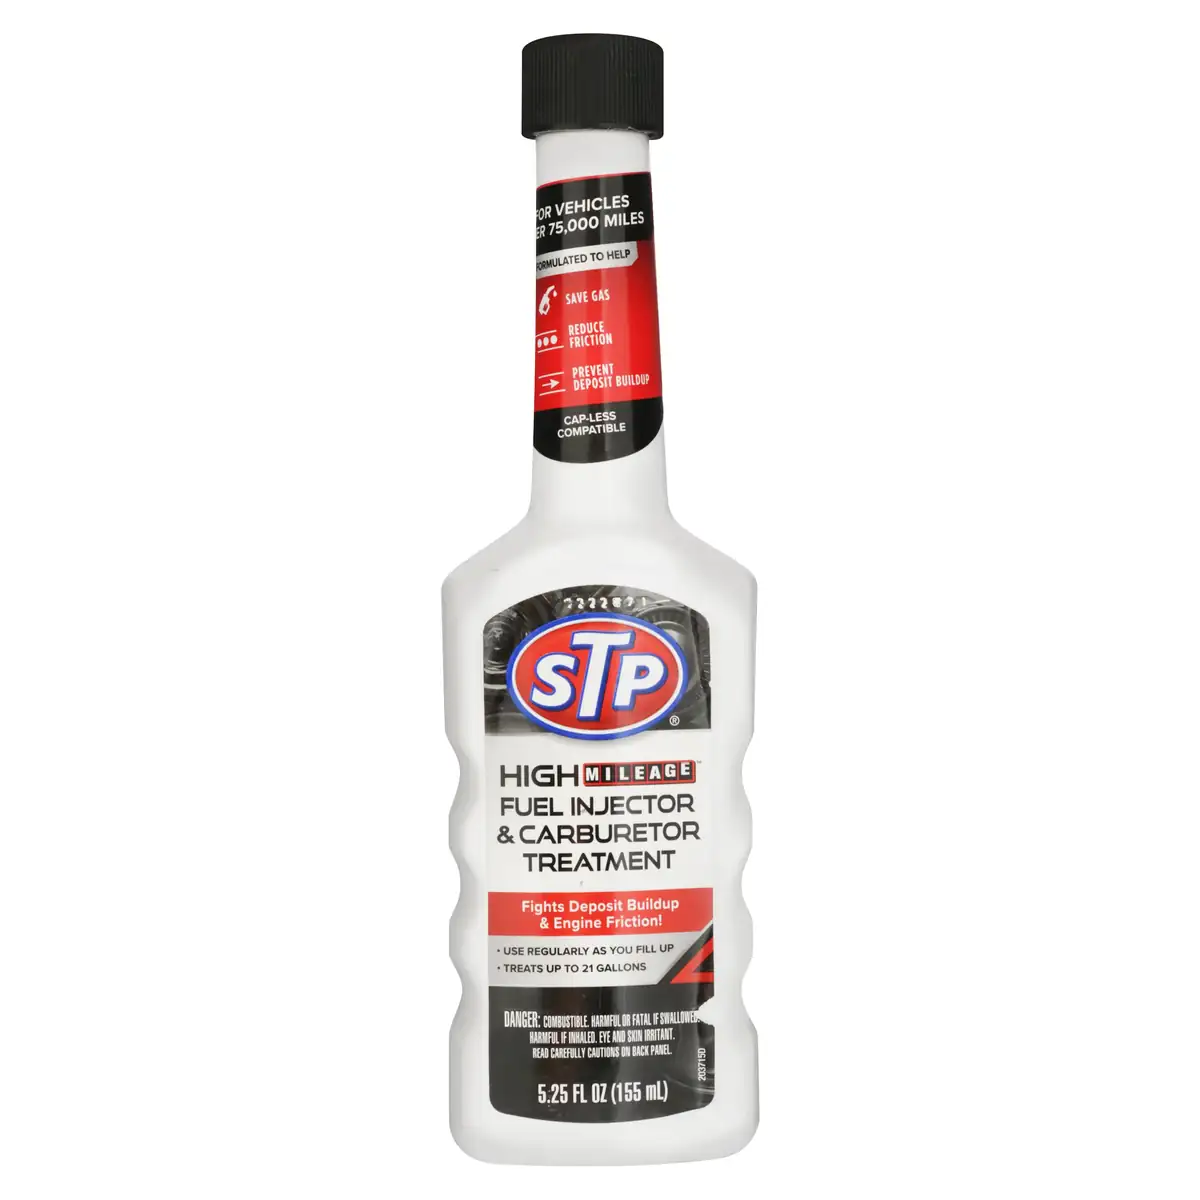 FOR VEHICLES
ER 75,000 MILES
FORMULATED TO HELP
SAVE GAS
REDUCE
FRICTION
PREVENT
DEPOSIT BUILDUP
CAP-LESS
COMPATIBLE
STP®
HIGH MILEAGE™
FUEL INJECTOR
& CARBURETOR
TREATMENT
Fights Deposit Buildup
& Engine Friction!
• USE REGULARLY AS YOU FILL UP
• TREATS UP TO 21 GALLONS
DANGER: COMBUSTIBLE. HARMFUL OR FATAL IF SWALLOWED.
HARMFUL IF INHALED. EYE AND SKIN IRRITANT.
READ CAREFULLY CAUTIONS ON BACK PANEL.
203715D
5.25 FL OZ (155 mL)